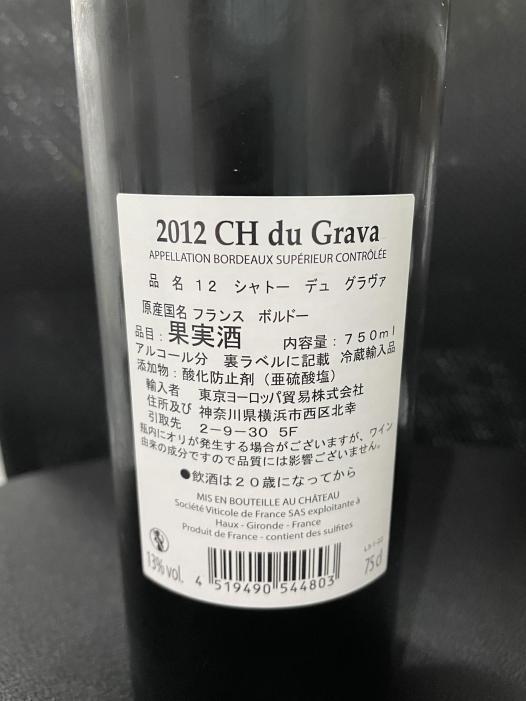 2012 CH du Grava
APPELLATION BORDEAUX SUPÉRIEUR CONTRÔLÉE
品 名 12 シャトー デュ グラヴァ
原産国名 フランス ボルドー
品目：果実酒 内容量：750ml
アルコール分 裏ラベルに記載 冷蔵輸入品
添加物：酸化防止剤（亜硫酸塩）
輸入者 東京ヨーロッパ貿易株式会社
住所及び 神奈川県横浜市西区北幸
引取先 2－9－30 5F
瓶内にオリが発生する場合がございますが、ワイン
由来の成分ですので品質には影響ございません。
●飲酒は20歳になってから
MIS EN BOUTEILLE AU CHÂTEAU
Société Viticole de France SAS exploitante à
Haux - Gironde - France
Produit de France - contient des sulfites
13% vol.
75cl
4 519490 544803